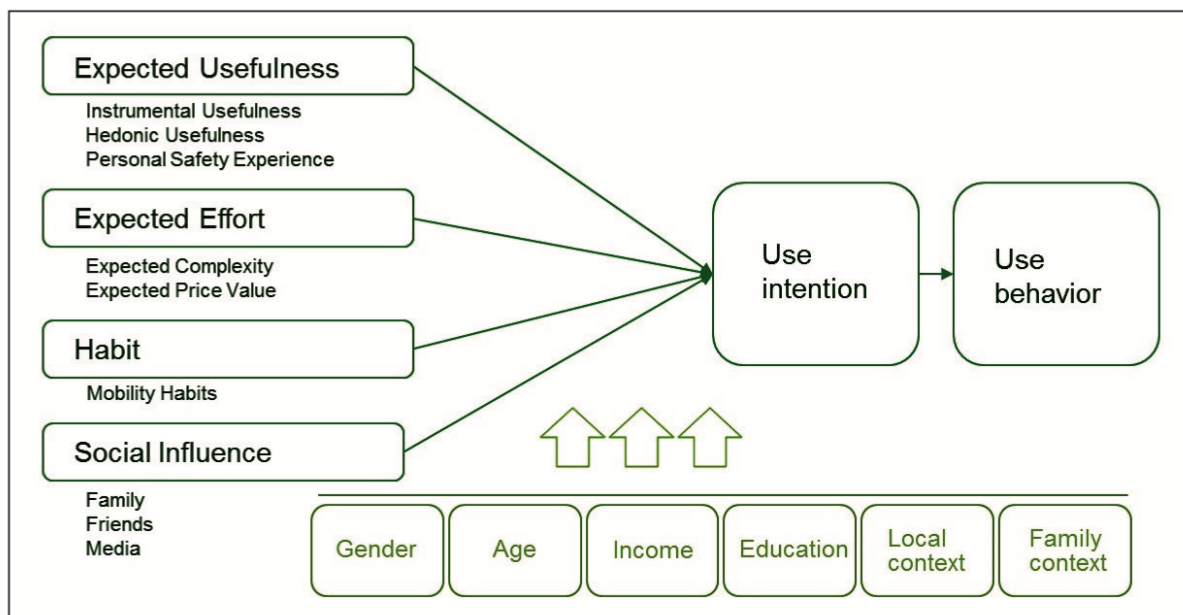 Expected Usefulness
Instrumental Usefulness
Hedonic Usefulness
Personal Safety Experience
Expected Effort
Expected Complexity
Expected Price Value
Habit
Mobility Habits
Social Influence
Family
Friends
Media
Use
intention
Use
behavior
Gender
Age
Income
Education
Local
context
Family
context